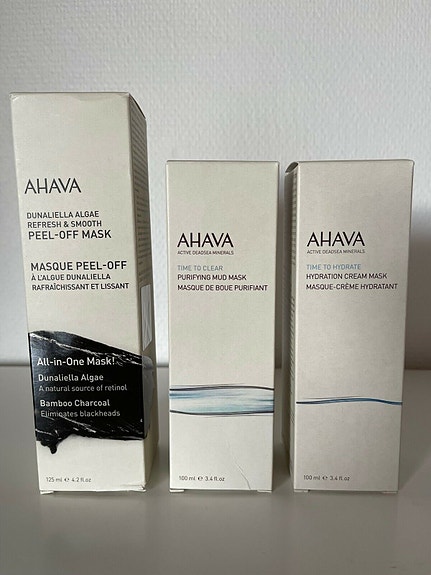 AHAVA
DUNALIELLA ALGAE
REFRESH & SMOOTH
PEEL-OFF MASK
MASQUE PEEL-OFF
À L'ALGUE DUNALIELLA
RAFRAÎCHISSANT ET LISSANT
All-in-One Mask!
Dunaliella Algae
A natural source of retinol
Bamboo Charcoal
Eliminates blackheads
125 ml ℮ 4.2 fl.oz
AHAVA
ACTIVE DEADSEA MINERALS
TIME TO CLEAR
PURIFYING MUD MASK
MASQUE DE BOUE PURIFIANT
100 ml ℮ 3.4 fl.oz
AHAVA
ACTIVE DEADSEA MINERALS
TIME TO HYDRATE
HYDRATION CREAM MASK
MASQUE-CRÈME HYDRATANT
100 ml ℮ 3.4 fl.oz